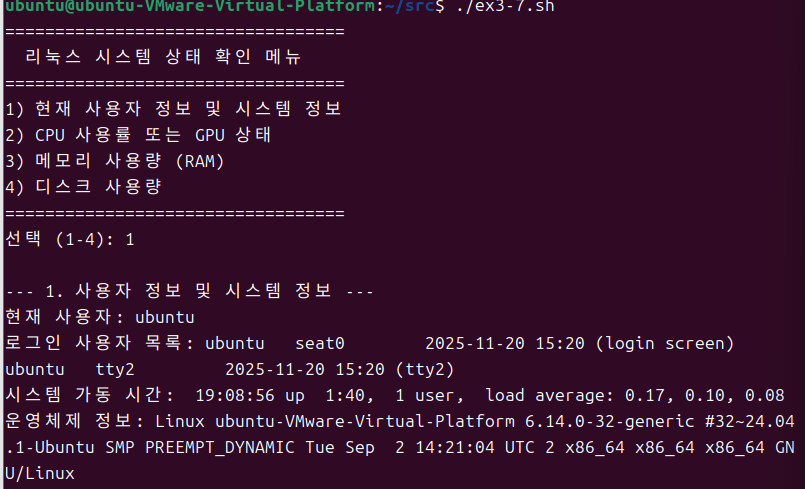 ubuntu@ubuntu-VMware-Virtual-Platform:~/src$ ./ex3-7.sh
==================================
리눅스 시스템 상태 확인 메뉴
==================================
1) 현재 사용자 정보 및 시스템 정보
2) CPU 사용률 또는 GPU 상태
3) 메모리 사용량 (RAM)
4) 디스크 사용량
==================================
선택 (1-4): 1
--- 1. 사용자 정보 및 시스템 정보 ---
현재 사용자: ubuntu
로그인 사용자 목록: ubuntu   seat0        2025-11-20 15:20 (login screen)
ubuntu   tty2         2025-11-20 15:20 (tty2)
시스템 가동 시간:  19:08:56 up  1:40,  1 user,  load average: 0.17, 0.10, 0.08
운영체제 정보: Linux ubuntu-VMware-Virtual-Platform 6.14.0-32-generic #32~24.04
.1-Ubuntu SMP PREEMPT_DYNAMIC Tue Sep  2 14:21:04 UTC 2 x86_64 x86_64 x86_64 GN
U/Linux